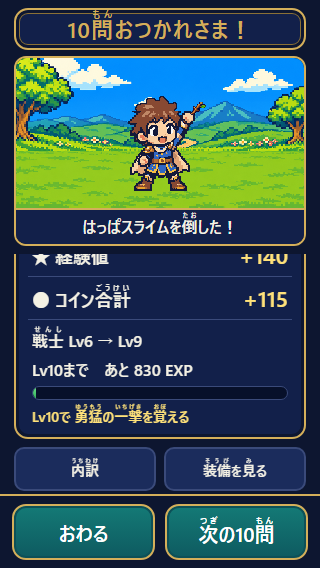 10問おつかれさま！
はっぱスライムを倒した！
★ 経験値 +140
コイン合計 +115
戦士 Lv6 → Lv9
Lv10まで あと 830 EXP
Lv10で 勇猛の一撃を覚える
内訳 装備を見る
おわる 次の10問